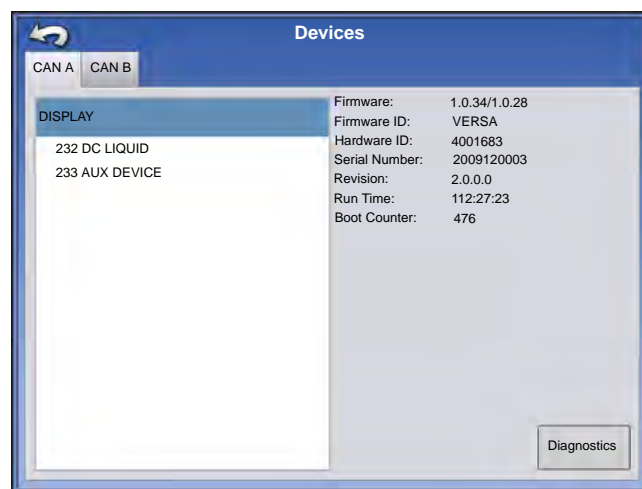 Devices
CAN A CAN B
DISPLAY
232 DC LIQUID
233 AUX DEVICE
Firmware: 1.0.34/1.0.28
Firmware ID: VERSA
Hardware ID: 4001683
Serial Number: 2009120003
Revision: 2.0.0.0
Run Time: 112:27:23
Boot Counter: 476
Diagnostics